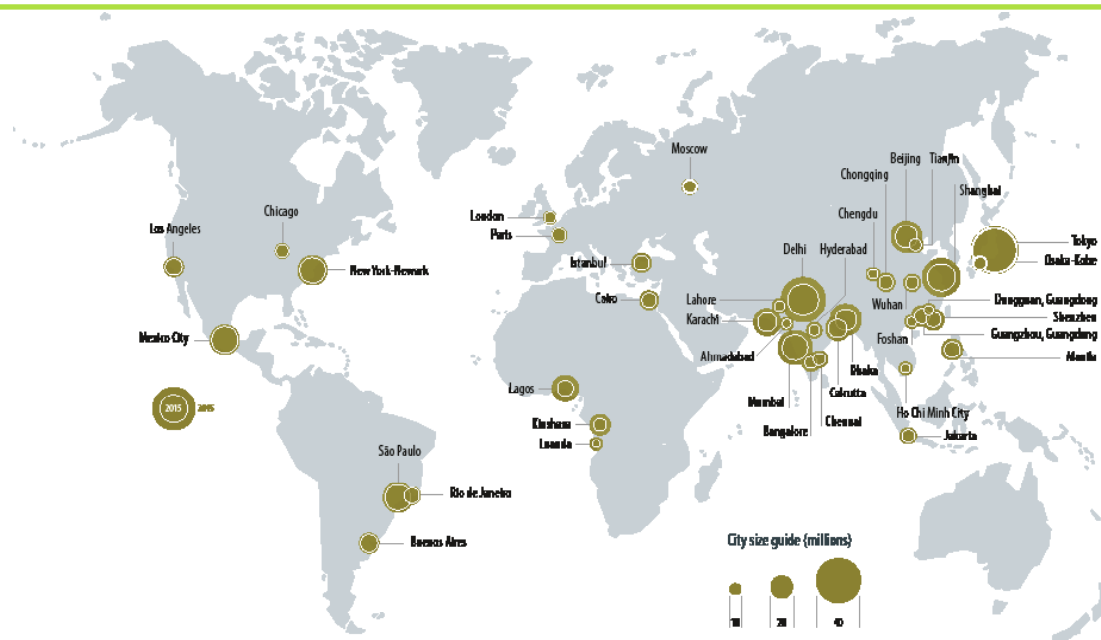 Moscow
Beijing
Tianjin
Chongqing
Shanghai
Chengdu
Chicago
London
Los Angeles
Paris
Delhi
Hyderabad
Tokyo
Osaka-Kobe
Istanbul
New York-Newark
Cairo
Lahore
Wuhan
Dongguan, Guangdong
Karachi
Shenzhen
Mexico City
Foshan
Guangzhou, Guangdong
Ahmadabad
Manila
Dhaka
Lagos
Calcutta
Mumbai
2015
Ho Chi Minh City
Chennai
Kinshasa
Bangalore
Jakarta
Luanda
São Paulo
Rio de Janeiro
Buenos Aires
City size guide (millions)
10 20 40